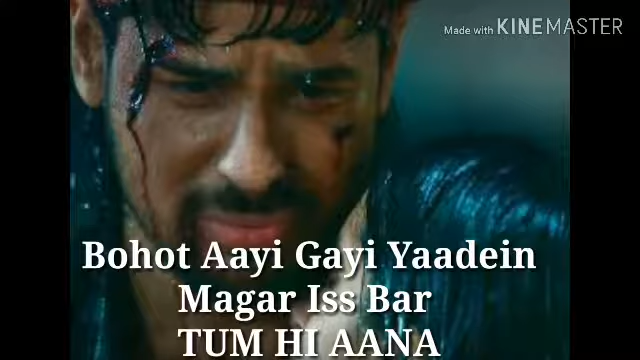 Made with KINEMASTER
Bohot Aayi Gayi Yaadein
Magar Iss Bar
TUM HI AANA